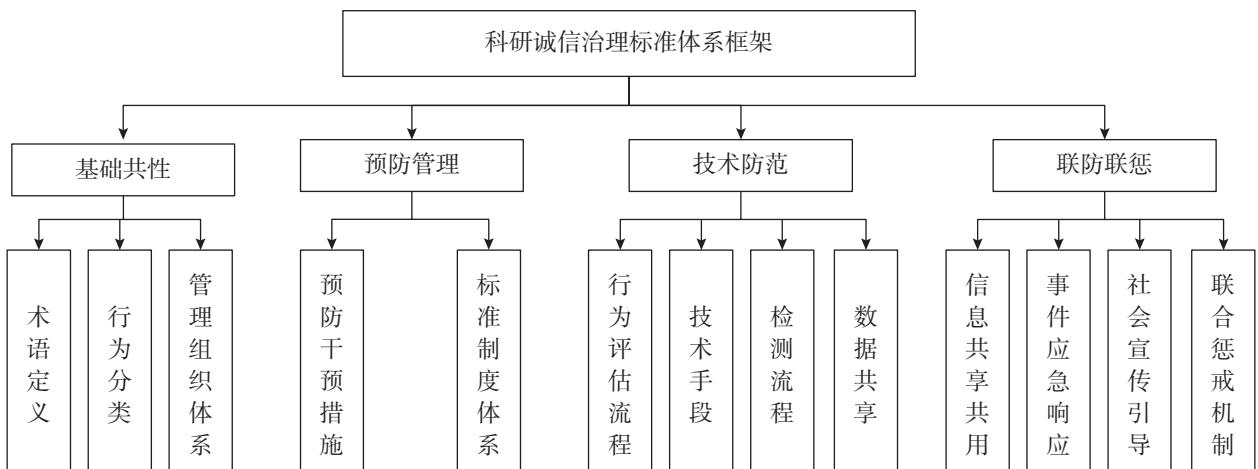 科研诚信治理标准体系框架
基础共性
预防管理
技术防范
联防联惩
术语定义
行为分类
管理组织体系
预防干预措施
标准制度体系
行为评估流程
技术手段
检测流程
数据共享
信息共享共用
事件应急响应
社会宣传引导
联合惩戒机制